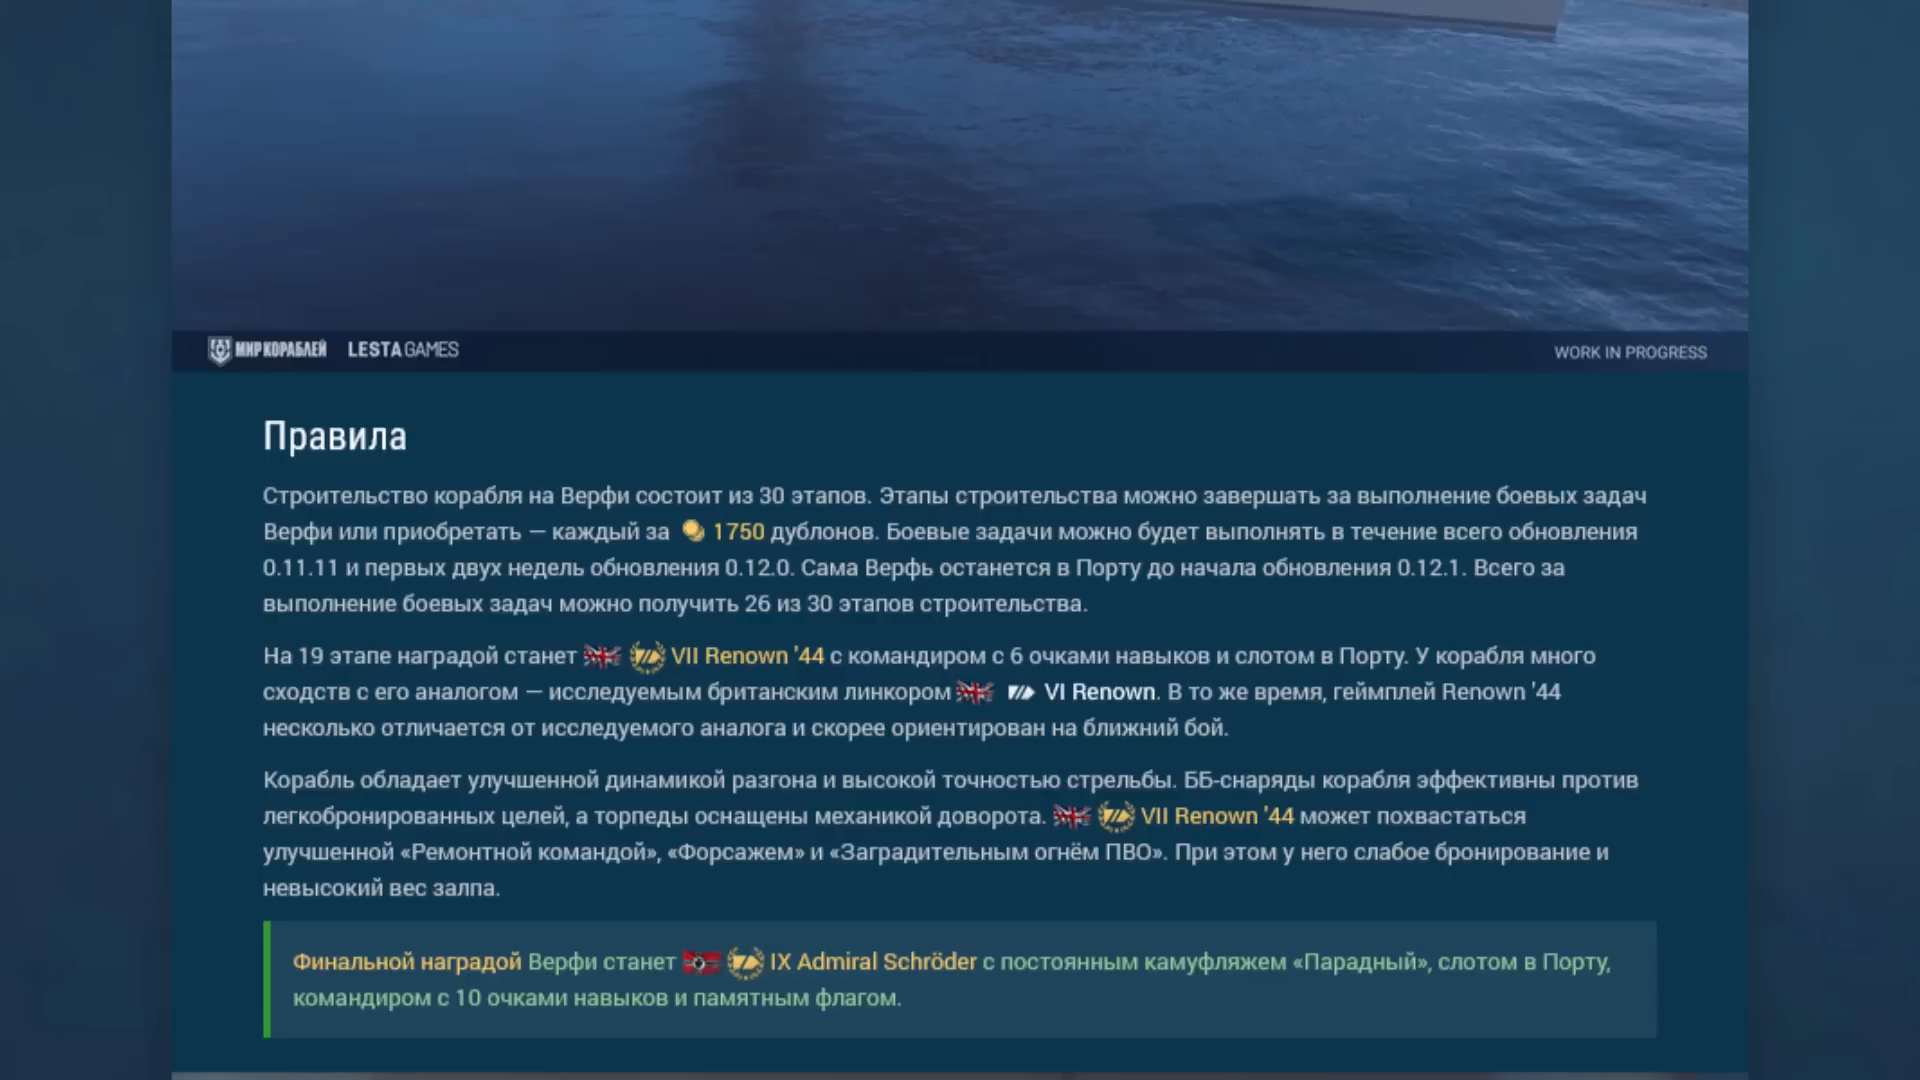 МИР КОРАБЛЕЙ LESTA GAMES
WORK IN PROGRESS
Правила
Строительство корабля на Верфи состоит из 30 этапов. Этапы строительства можно завершать за выполнение боевых задач
Верфи или приобретать — каждый за 1750 дублонов. Боевые задачи можно будет выполнять в течение всего обновления
0.11.11 и первых двух недель обновления 0.12.0. Сама Верфь останется в Порту до начала обновления 0.12.1. Всего за
выполнение боевых задач можно получить 26 из 30 этапов строительства.
На 19 этапе наградой станет VII Renown '44 с командиром с 6 очками навыков и слотом в Порту. У корабля много
сходств с его аналогом — исследуемым британским линкором VI Renown. В то же время, геймплей Renown '44
несколько отличается от исследуемого аналога и скорее ориентирован на ближний бой.
Корабль обладает улучшенной динамикой разгона и высокой точностью стрельбы. ББ-снаряды корабля эффективны против
легкобронированных целей, а торпеды оснащены механикой доворота. VII Renown '44 может похвастаться
улучшенной «Ремонтной командой», «Форсажем» и «Заградительным огнём ПВО». При этом у него слабое бронирование и
невысокий вес залпа.
Финальной наградой Верфи станет IX Admiral Schröder с постоянным камуфляжем «Парадный», слотом в Порту,
командиром с 10 очками навыков и памятным флагом.